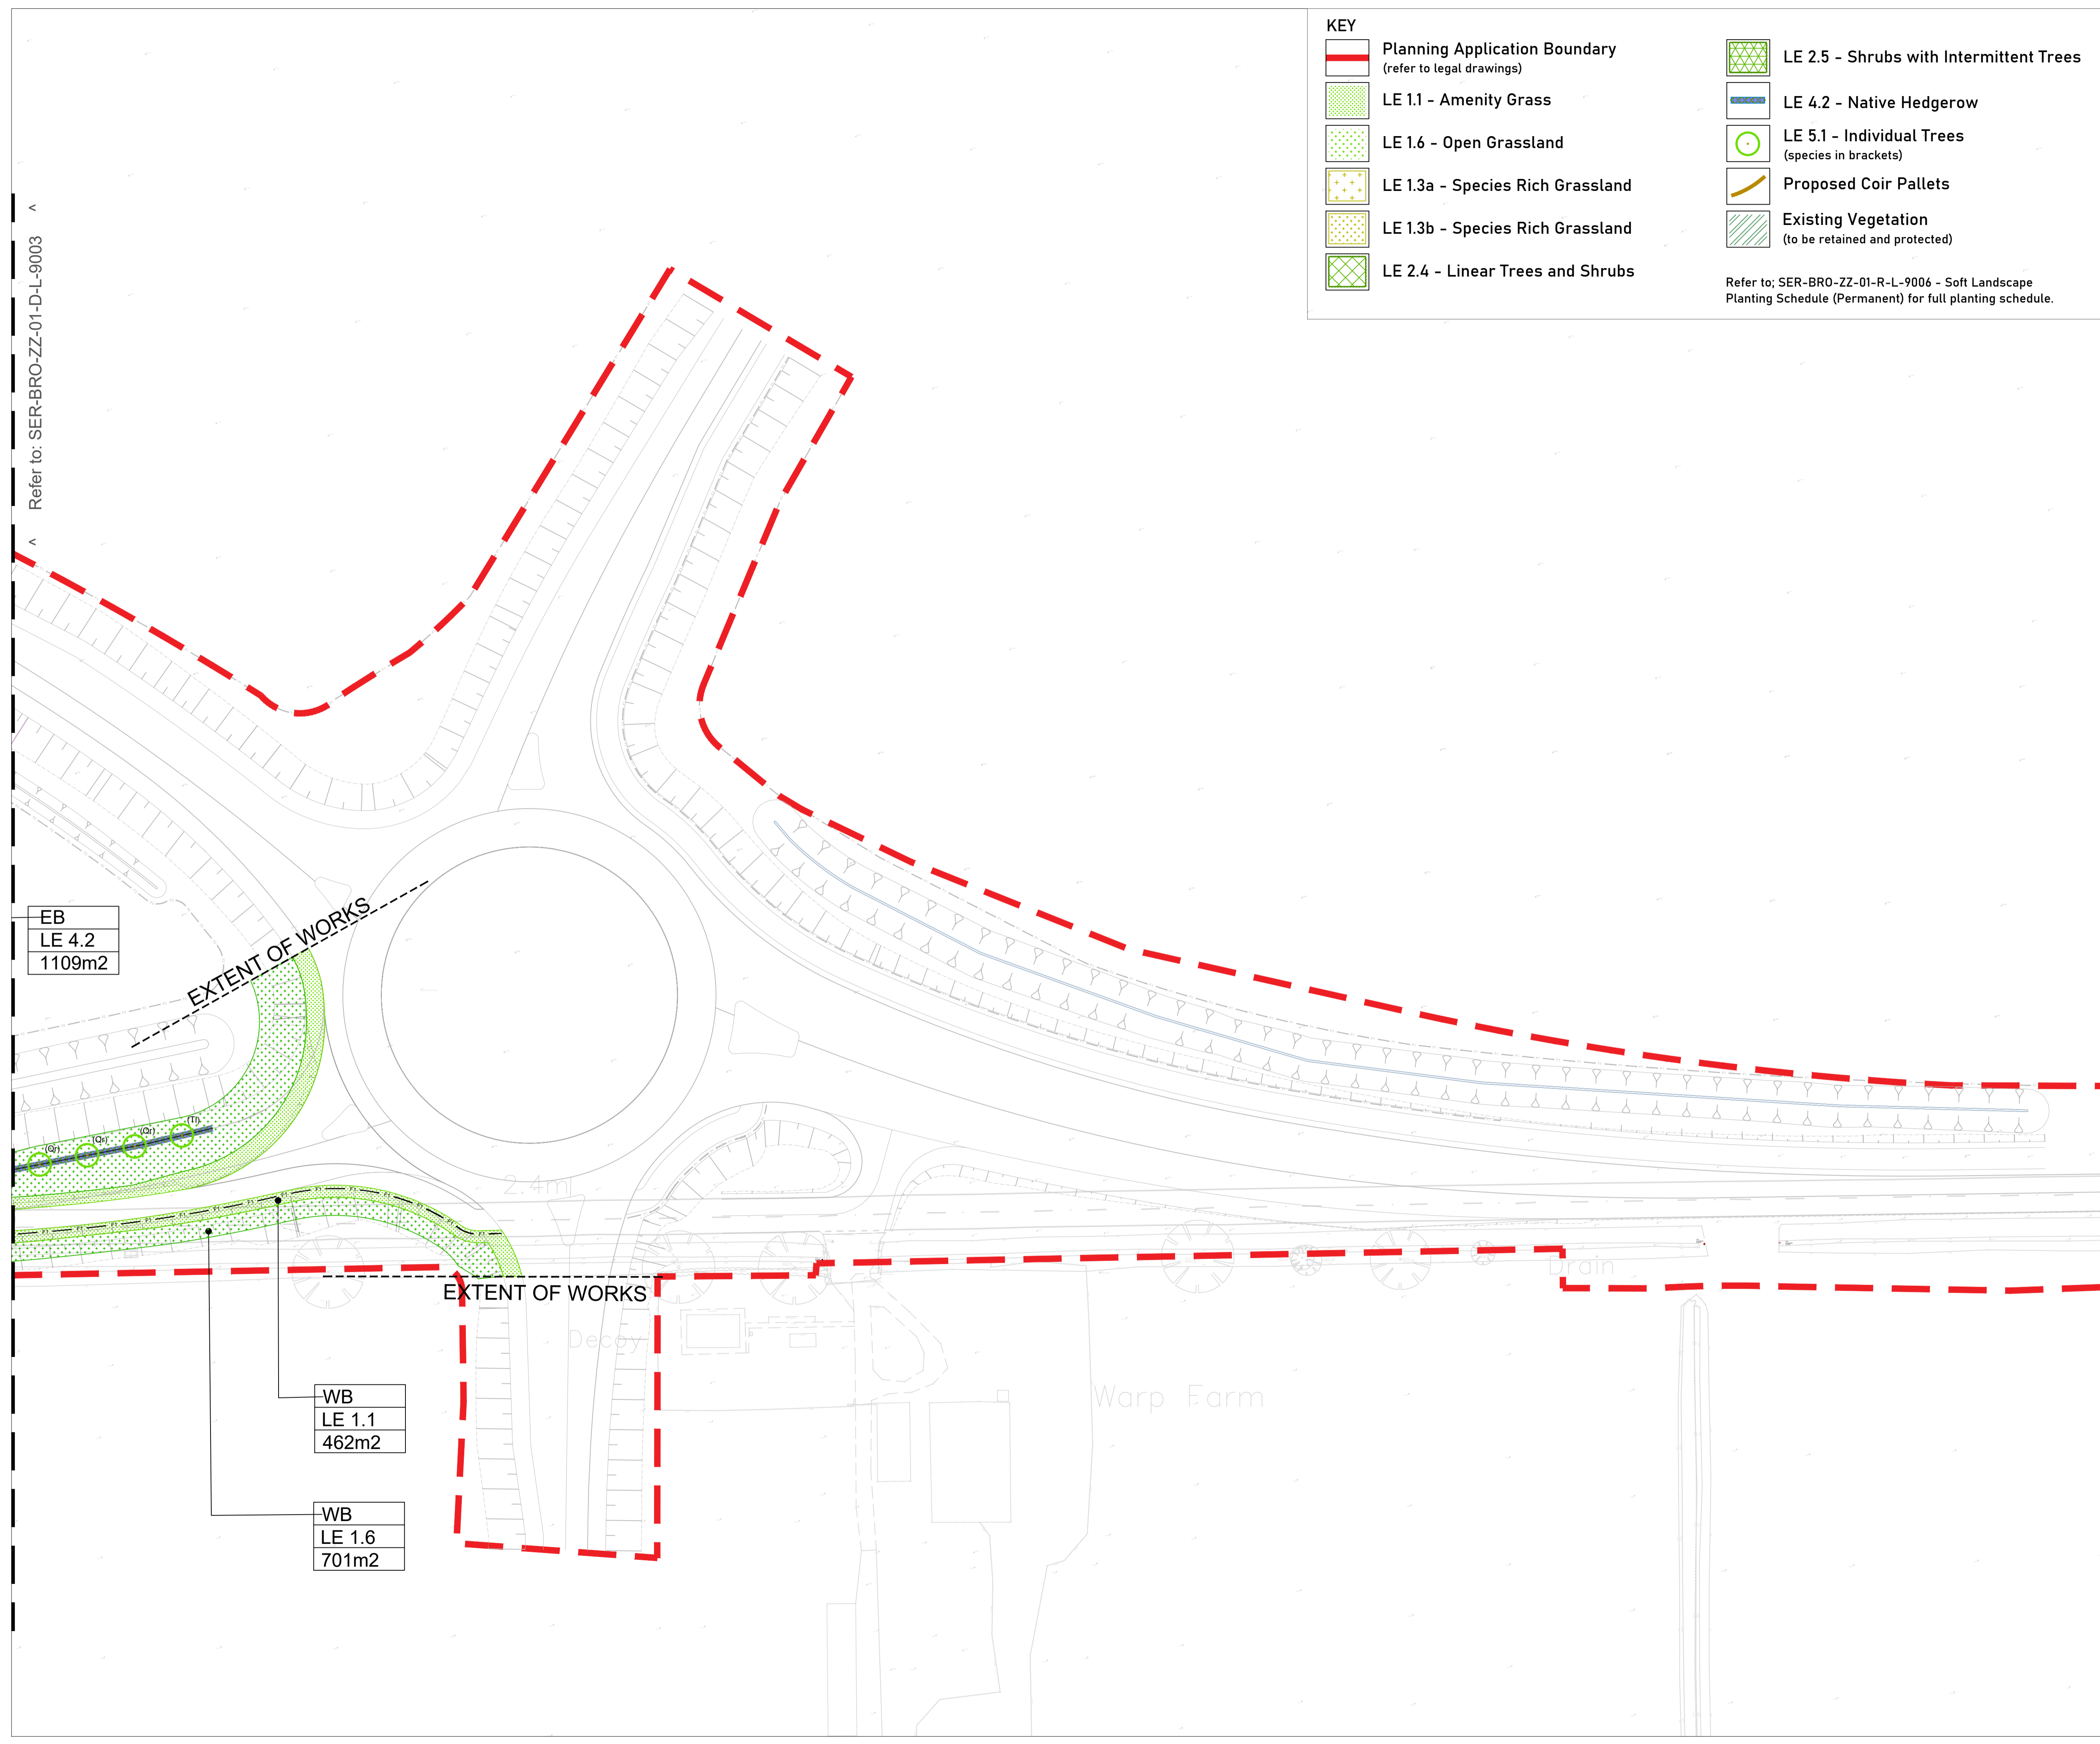 KEY
Planning Application Boundary
(refer to legal drawings)
LE 1.1 - Amenity Grass
LE 1.6 - Open Grassland
LE 1.3a - Species Rich Grassland
LE 1.3b - Species Rich Grassland
LE 2.4 - Linear Trees and Shrubs
LE 2.5 - Shrubs with Intermittent Trees
LE 4.2 - Native Hedgerow
LE 5.1 - Individual Trees
(species in brackets)
Proposed Coir Pallets
Existing Vegetation
(to be retained and protected)
Refer to; SER-BRO-ZZ-01-R-L-9006 - Soft Landscape
Planting Schedule (Permanent) for full planting schedule.
< Refer to: SER-BRO-ZZ-01-D-L-9003 <
EB
LE 4.2
1109m2
EXTENT OF WORKS
(Qr)
(Qs)
(Qr)
2.4m
EXTENT OF WORKS
Drain
Decoy
Warp Farm
WB
LE 1.1
462m2
WB
LE 1.6
701m2